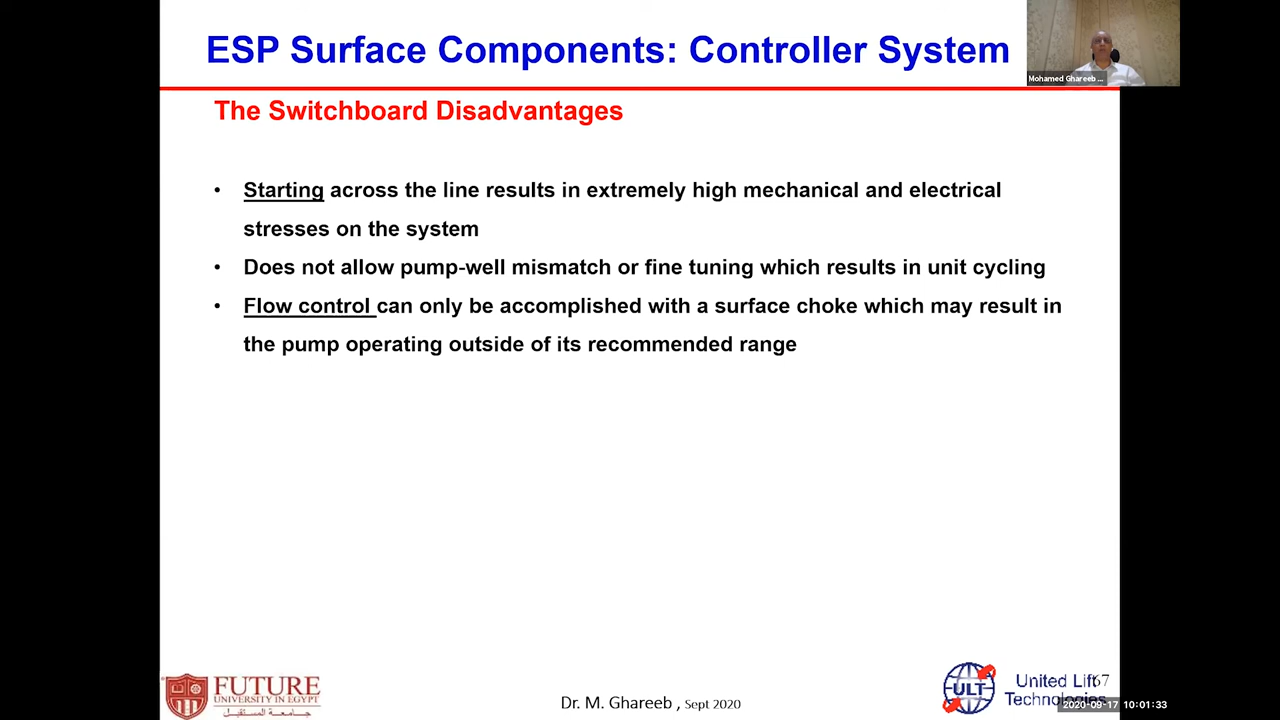 ESP Surface Components: Controller System
Mohamed Ghareeb ...
The Switchboard Disadvantages
• Starting across the line results in extremely high mechanical and electrical
stresses on the system
• Does not allow pump-well mismatch or fine tuning which results in unit cycling
• Flow control can only be accomplished with a surface choke which may result in
the pump operating outside of its recommended range
FUTURE
UNIVERSITY IN EGYPT
جامعة المستقبل
Dr. M. Ghareeb , Sept 2020
ULT
United Lift
Technologies
67
2020-09-17 10:01:33